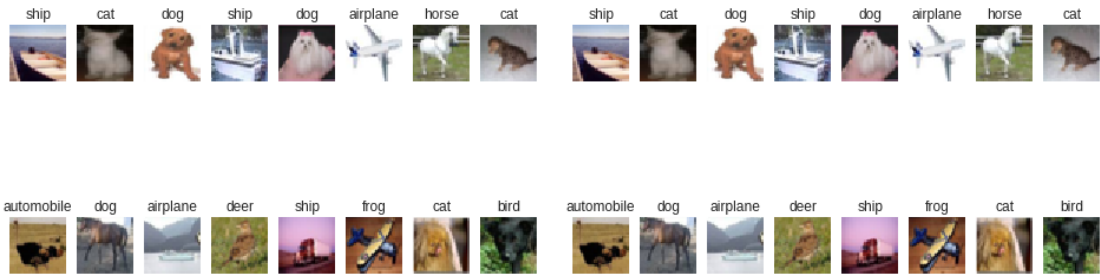 ship cat dog ship dog airplane horse cat ship cat dog ship dog airplane horse cat
automobile dog airplane deer ship frog cat bird automobile dog airplane deer ship frog cat bird